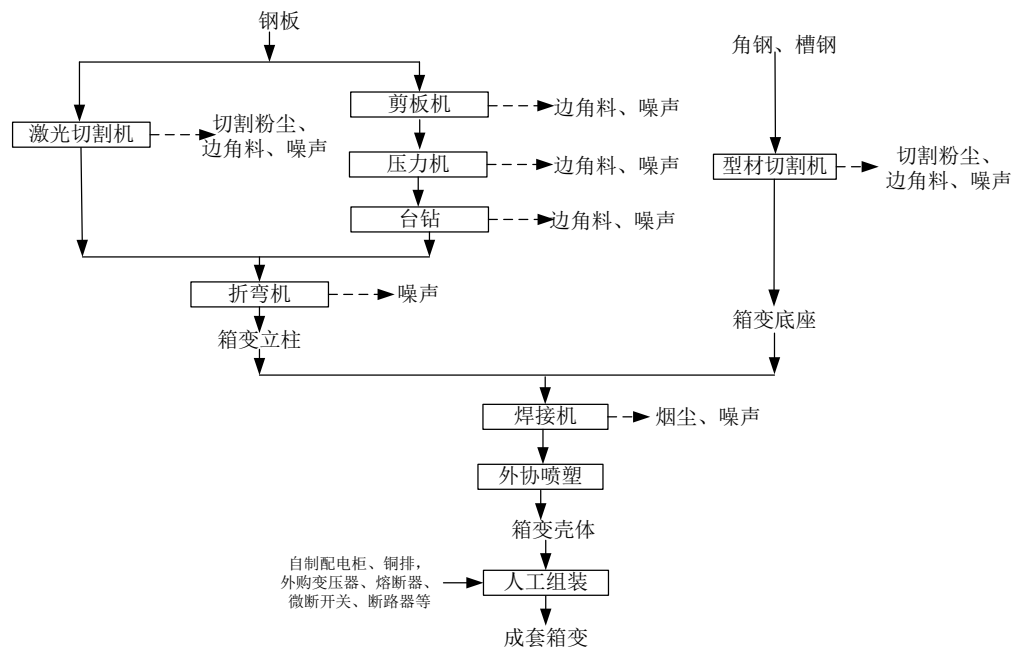 钢板
角钢、槽钢
剪板机
边角料、噪声
激光切割机
切割粉尘、
边角料、噪声
压力机
边角料、噪声
型材切割机
切割粉尘、
边角料、噪声
台钻
边角料、噪声
折弯机
噪声
箱变立柱
箱变底座
焊接机
烟尘、噪声
外协喷塑
箱变壳体
自制配电柜、铜排，
外购变压器、熔断器、
微断开关、断路器等
人工组装
成套箱变